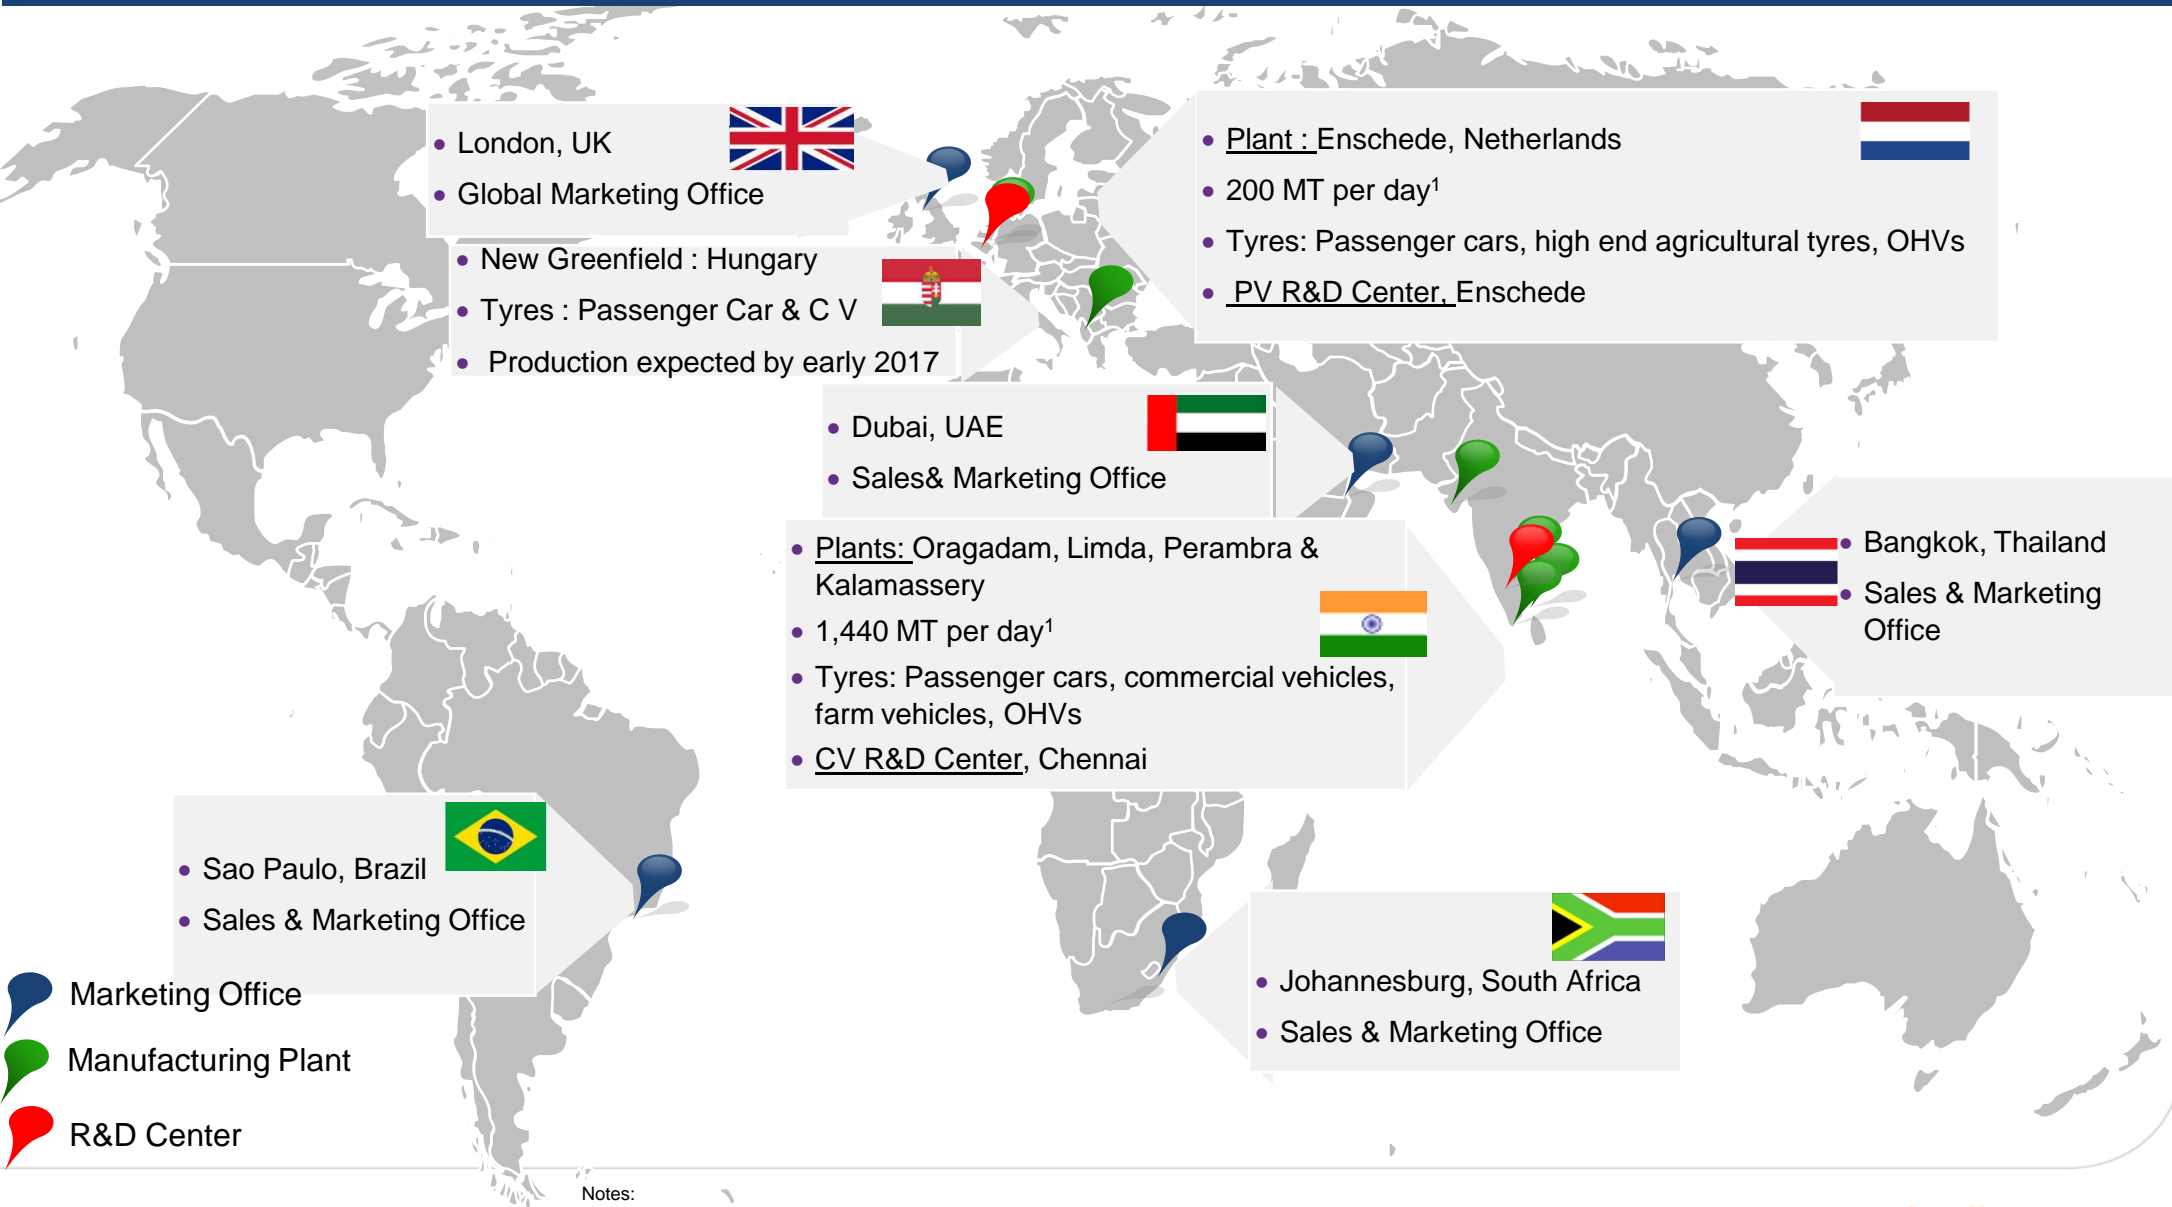 London, UK
Global Marketing Office
New Greenfield : Hungary
Tyres : Passenger Car & C V
Production expected by early 2017
Plant : Enschede, Netherlands
200 MT per day¹
Tyres: Passenger cars, high end agricultural tyres, OHVs
PV R&D Center, Enschede
Dubai, UAE
Sales& Marketing Office
Plants: Oragadam, Limda, Perambra &
Kalamassery
1,440 MT per day¹
Tyres: Passenger cars, commercial vehicles,
farm vehicles, OHVs
CV R&D Center, Chennai
Bangkok, Thailand
Sales & Marketing
Office
Sao Paulo, Brazil
Sales & Marketing Office
Johannesburg, South Africa
Sales & Marketing Office
Marketing Office
Manufacturing Plant
R&D Center
Notes: